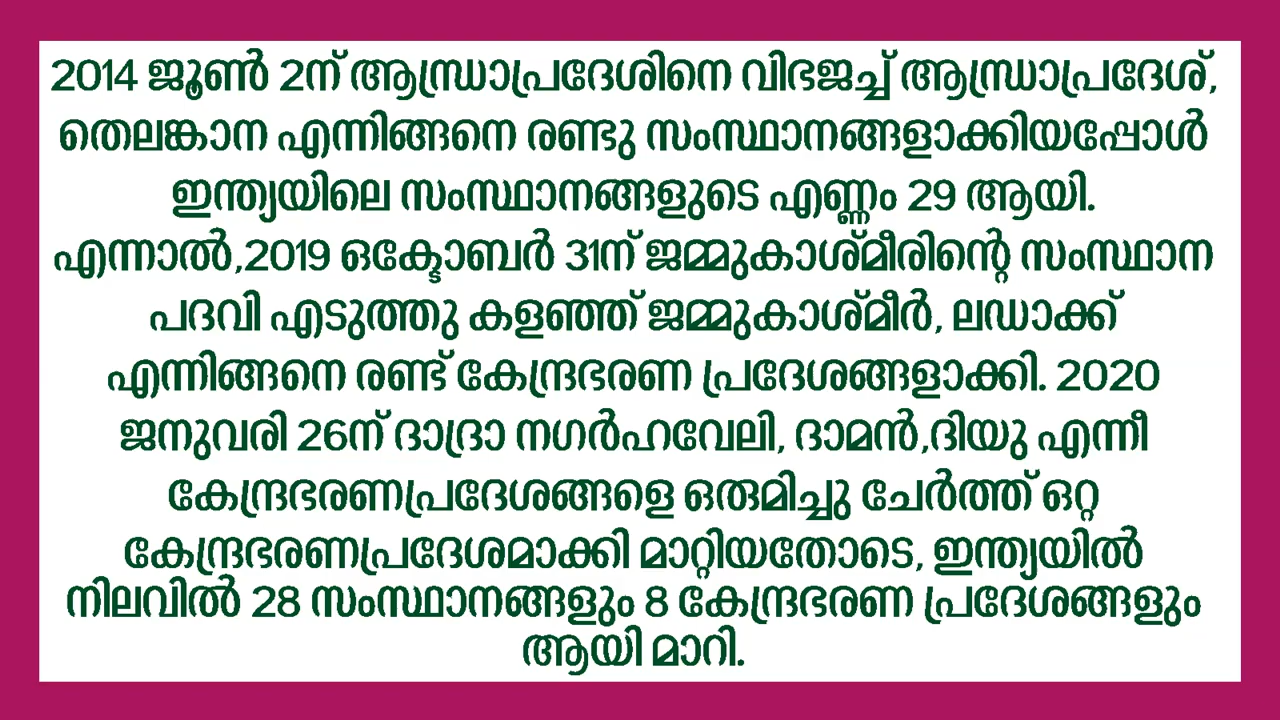 2014 ജൂൺ 2ന് ആന്ധ്രാപ്രദേശിനെ വിഭജച്ച് ആന്ധ്രാപ്രദേശ്,
തെലങ്കാന എന്നിങ്ങനെ രണ്ടു സംസ്ഥാനങ്ങളാക്കിയപ്പോൾ
ഇന്ത്യയിലെ സംസ്ഥാനങ്ങളുടെ എണ്ണം 29 ആയി.
എന്നാൽ,2019 ഒക്ടോബർ 31ന് ജമ്മുകാശ്മീരിന്റെ സംസ്ഥാന
പദവി എടുത്തു കളഞ്ഞ് ജമ്മുകാശ്മീർ, ലഡാക്ക്
എന്നിങ്ങനെ രണ്ട് കേന്ദ്രഭരണ പ്രദേശങ്ങളാക്കി. 2020
ജനുവരി 26ന് ദാദ്രാ നഗർഹവേലി, ദാമൻ,ദിയു എന്നീ
കേന്ദ്രഭരണപ്രദേശങ്ങളെ ഒരുമിച്ചു ചേർത്ത് ഒറ്റ
കേന്ദ്രഭരണപ്രദേശമാക്കി മാറ്റിയതോടെ, ഇന്ത്യയിൽ
നിലവിൽ 28 സംസ്ഥാനങ്ങളും 8 കേന്ദ്രഭരണ പ്രദേശങ്ങളും
ആയി മാറി.